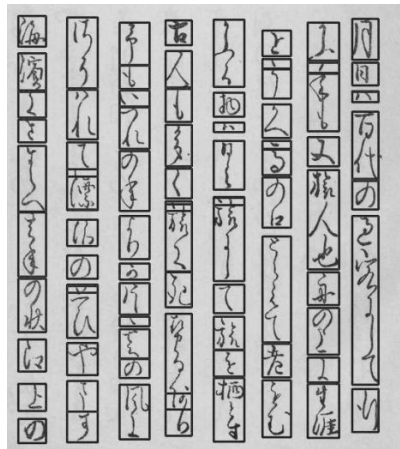 月日ハ百代の過客にして行
かふ年も又旅人也舟の上に生涯
をうかへ馬の口とらえて老をむ
かふる物ハ日々旅にして旅を栖とす
古人も多く旅に死せるあり
予もいつれの年よりか片雲の風に
さそはれて漂泊の思ひやます
海濱にさすらへ去年の秋江上の